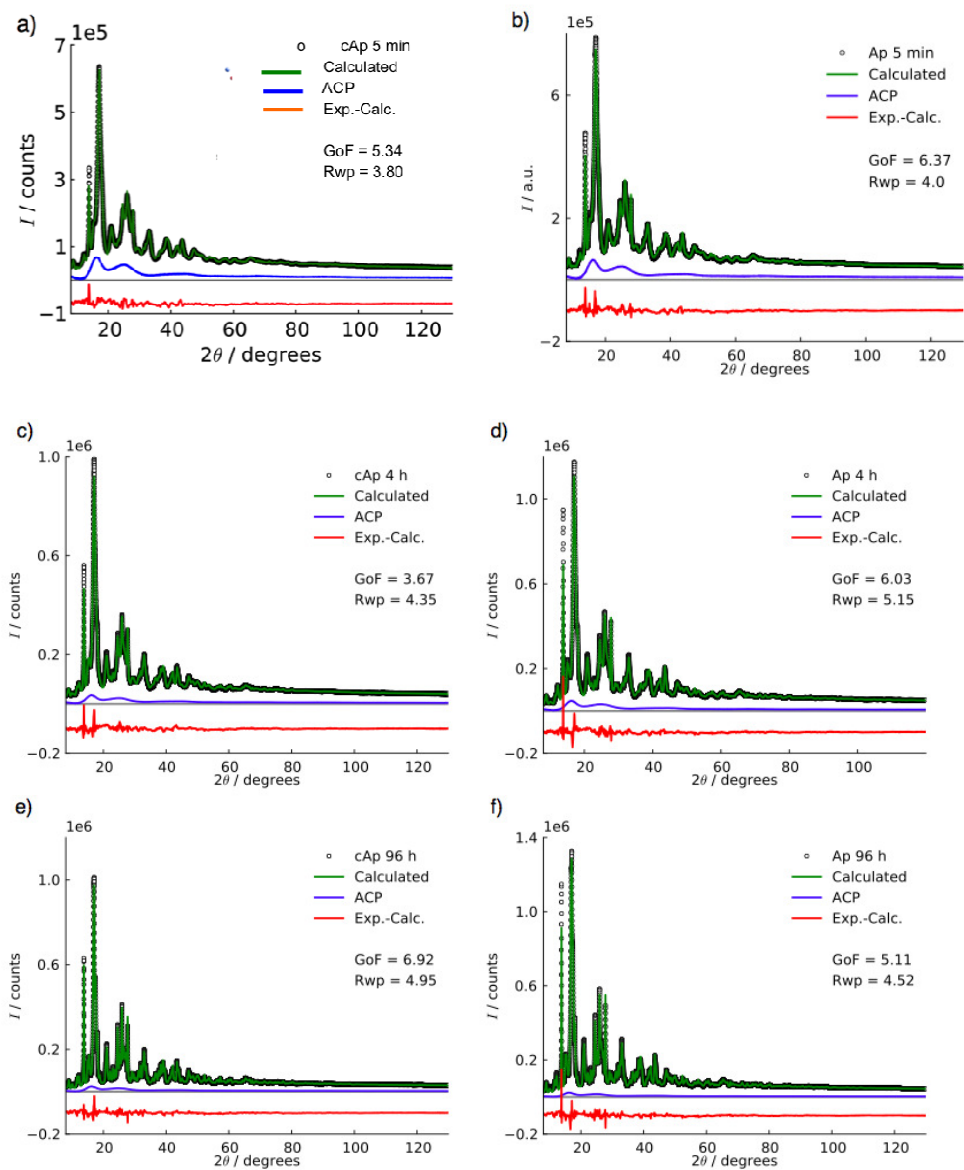 a)
1e5
7
5
3
1
−1
I / counts
cAp 5 min
Calculated
ACP
Exp.-Calc.
GoF = 5.34
Rwp = 3.80
20 40 60 80 100 120
2θ / degrees
b)
1e5
6
2
−2
I / a.u.
Ap 5 min
Calculated
ACP
Exp.-Calc.
GoF = 6.37
Rwp = 4.0
20 40 60 80 100 120
2θ / degrees
c)
1e6
1.0
0.6
0.2
−0.2
I / counts
cAp 4 h
Calculated
ACP
Exp.-Calc.
GoF = 3.67
Rwp = 4.35
20 40 60 80 100 120
2θ / degrees
d)
1e6
1.0
0.6
0.2
−0.2
I / counts
Ap 4 h
Calculated
ACP
Exp.-Calc.
GoF = 6.03
Rwp = 5.15
20 40 60 80 100
2θ / degrees
e)
1e6
1.0
0.6
0.2
−0.2
I / counts
cAp 96 h
Calculated
ACP
Exp.-Calc.
GoF = 6.92
Rwp = 4.95
20 40 60 80 100 120
2θ / degrees
f)
1e6
1.4
1.0
0.6
0.2
−0.2
I / counts
Ap 96 h
Calculated
ACP
Exp.-Calc.
GoF = 5.11
Rwp = 4.52
20 40 60 80 100 120
2θ / degrees